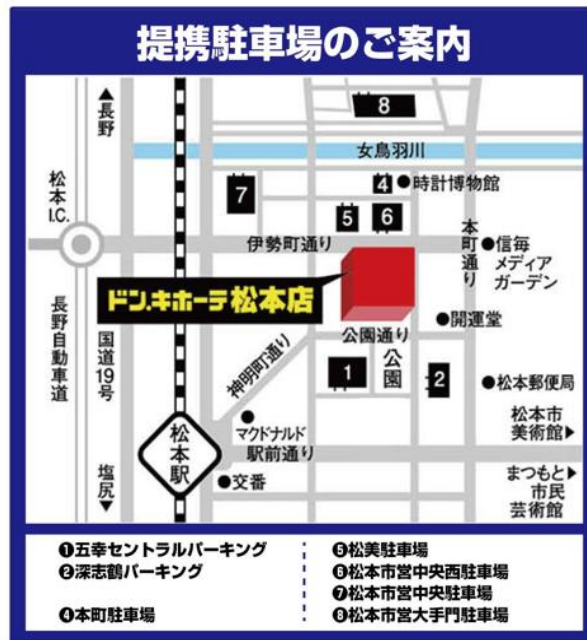 提携駐車場のご案内
▲長野
8
女鳥羽川
松本I.C.
7
4
●時計博物館
5
6
本町通り
伊勢町通り
●信毎
メディア
ガーデン
ドン.キホーテ松本店
長野自動車道
国道19号
公園通り
●開運堂
神明町通り
1
公園
2
●松本郵便局
マクドナルド
松本市
美術館▶
松本駅
駅前通り
●交番
塩尻▼
まつもと▶
市民
芸術館
❶五幸セントラルパーキング
❷深志鶴パーキング
❹本町駐車場
❺松美駐車場
❻松本市営中央西駐車場
❼松本市営中央駐車場
❽松本市営大手門駐車場